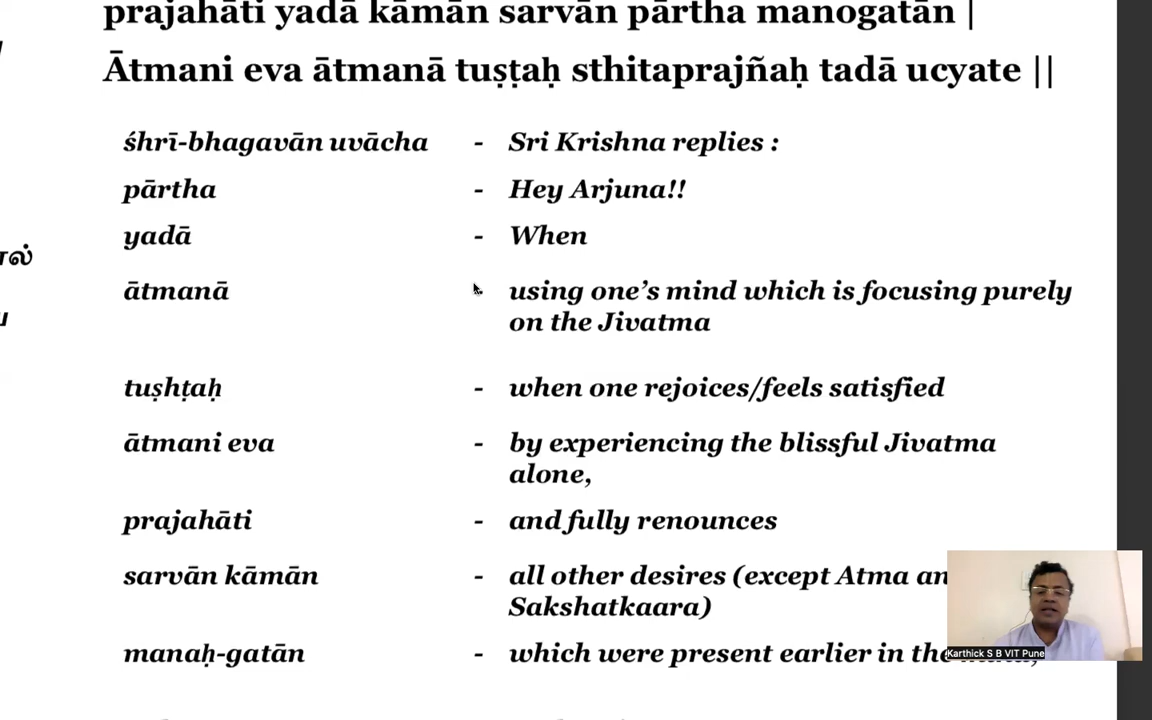 prajahāti yadā kāmān sarvān pārtha manogatān |
Ātmani eva ātmanā tuṣṭaḥ sthitaprajñaḥ tadā ucyate ||
śhrī-bhagavān uvācha - Sri Krishna replies :
pārtha - Hey Arjuna!!
yadā - When
ātmanā - using one’s mind which is focusing purely
on the Jivatma
tuṣhṭaḥ - when one rejoices/feels satisfied
ātmani eva - by experiencing the blissful Jivatma
alone,
prajahāti - and fully renounces
sarvān kāmān - all other desires (except Atma
Sakshatkaara)
manaḥ-gatān - which were present earlier in the
Karthick S B VIT Pune